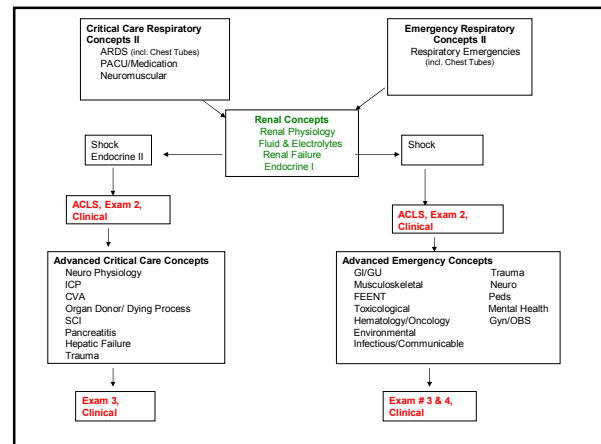 Critical Care Respiratory
Concepts II
ARDS (incl. Chest Tubes)
PACU/Medication
Neuromuscular
Emergency Respiratory
Concepts II
Respiratory Emergencies
(incl. Chest Tubes)
Renal Concepts
Renal Physiology
Fluid & Electrolytes
Renal Failure
Endocrine I
Shock
Endocrine II
Shock
ACLS, Exam 2,
Clinical
ACLS, Exam 2,
Clinical
Advanced Critical Care Concepts
Neuro Physiology
ICP
CVA
Organ Donor/ Dying Process
SCI
Pancreatitis
Hepatic Failure
Trauma
Advanced Emergency Concepts
GI/GU
Musculoskeletal
FEENT
Toxicological
Hematology/Oncology
Environmental
Infectious/Communicable
Trauma
Neuro
Peds
Mental Health
Gyn/OBS
Exam 3,
Clinical
Exam # 3 & 4,
Clinical